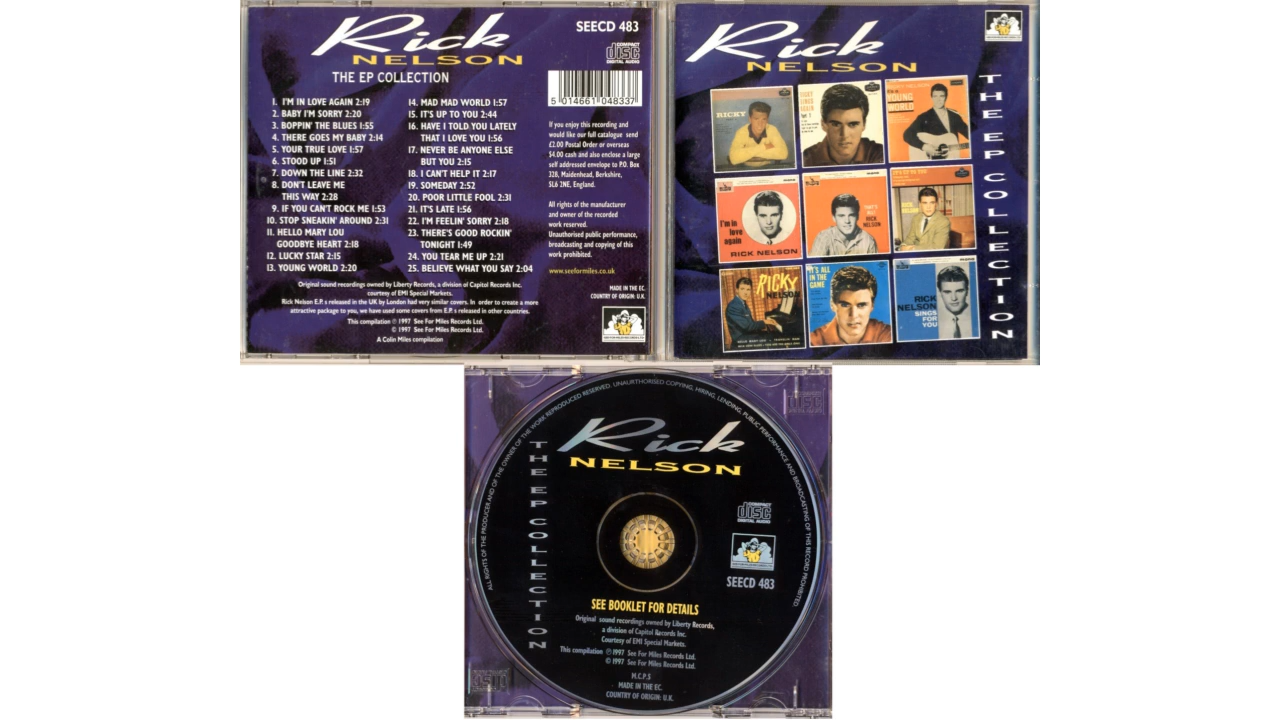 Rick
NELSON
THE EP COLLECTION
SEECD 483
COMPACT
disc
DIGITAL AUDIO
5 014661 048337
1. I'M IN LOVE AGAIN 2:19
2. BABY I'M SORRY 2:20
3. BOPPIN' THE BLUES 1:55
4. THERE GOES MY BABY 2:14
5. YOUR TRUE LOVE 1:57
6. STOOD UP 1:51
7. DOWN THE LINE 2:32
8. DON'T LEAVE ME
THIS WAY 2:28
9. IF YOU CAN'T ROCK ME 1:53
10. STOP SNEAKIN' AROUND 2:31
11. HELLO MARY LOU
GOODBYE HEART 2:18
12. LUCKY STAR 2:15
13. YOUNG WORLD 2:20
14. MAD MAD WORLD 1:57
15. IT'S UP TO YOU 2:44
16. HAVE I TOLD YOU LATELY
THAT I LOVE YOU 1:56
17. NEVER BE ANYONE ELSE
BUT YOU 2:15
18. I CAN'T HELP IT 2:17
19. SOMEDAY 2:52
20. POOR LITTLE FOOL 2:31
21. IT'S LATE 1:56
22. I'M FEELIN' SORRY 2:18
23. THERE'S GOOD ROCKIN'
TONIGHT 1:49
24. YOU TEAR ME UP 2:21
25. BELIEVE WHAT YOU SAY 2:04
If you enjoy this recording and
would like our full catalogue send
£2.00 Postal Order or overseas
$4.00 cash and also enclose a large
self addressed envelope to P.O. Box
328, Maidenhead, Berkshire,
SL6 2NE, England.
All rights of the manufacturer
and owner of the recorded
work reserved.
Unauthorised public performance,
broadcasting and copying of this
work prohibited.
www.seeformiles.co.uk
MADE IN THE EC.
COUNTRY OF ORIGIN: U.K.
Original sound recordings owned by Liberty Records, a division of Capitol Records Inc.
courtesy of EMI Special Markets.
Rick Nelson E.P.s released in the UK by London had very similar covers. In order to create a more
attractive package to you, we have used some covers from E.P.s released in other countries.
This compilation ℗ 1997 See For Miles Records Ltd.
© 1997 See For Miles Records Ltd.
A Colin Miles compilation
Rick
NELSON
THE EP COLLECTION
RICKY
YOUNG
WORLD
I'm in
love
again
RICK NELSON
RICK
NELSON
IT'S UP TO YOU
RICK
NELSON
RICKY
NELSON
IT'S ALL
IN THE
GAME
RICK
NELSON
SINGS
FOR
YOU
ALL RIGHTS OF THE PRODUCER AND OF THE OWNER OF THE WORK REPRODUCED RESERVED. UNAUTHORISED COPYING, HIRING, LENDING, PUBLIC PERFORMANCE AND BROADCASTING OF THIS RECORD PROHIBITED.
Rick
NELSON
THE EP COLLECTION
COMPACT
disc
DIGITAL AUDIO
SEECD 483
SEE BOOKLET FOR DETAILS
Original sound recordings owned by Liberty Records,
a division of Capitol Records Inc.
Courtesy of EMI Special Markets.
This compilation ℗ 1997 See For Miles Records Ltd.
© 1997 See For Miles Records Ltd.
M.C.P.S
MADE IN THE EC.
COUNTRY OF ORIGIN: U.K.